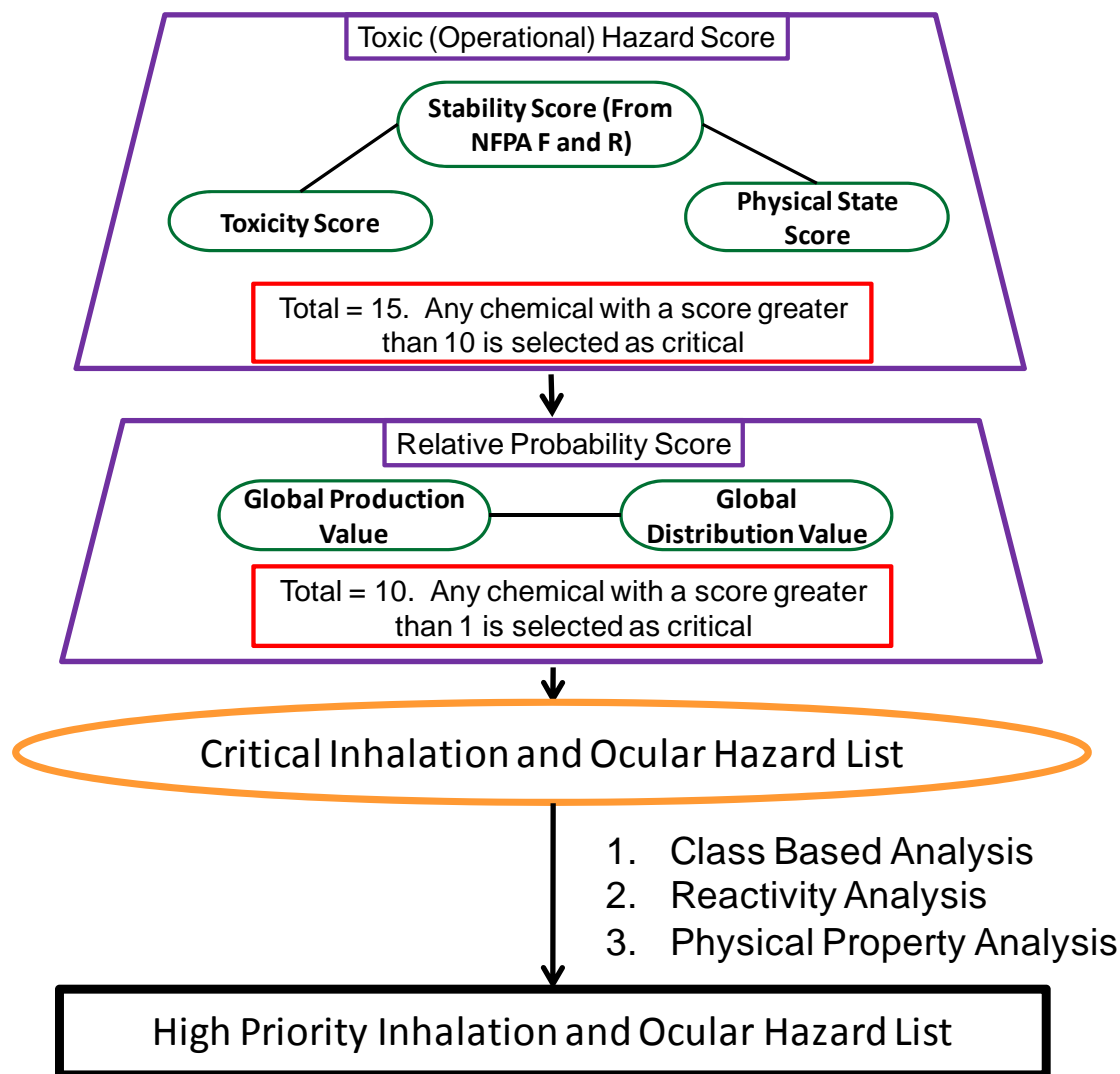 Toxic (Operational) Hazard Score
Stability Score (From
NFPA F and R)
Toxicity Score
Physical State
Score
Total = 15.  Any chemical with a score greater
than 10 is selected as critical
Relative Probability Score
Global Production
Value
Global
Distribution Value
Total = 10.  Any chemical with a score greater
than 1 is selected as critical
Critical Inhalation and Ocular Hazard List
1. Class Based Analysis
2. Reactivity Analysis
3. Physical Property Analysis
High Priority Inhalation and Ocular Hazard List